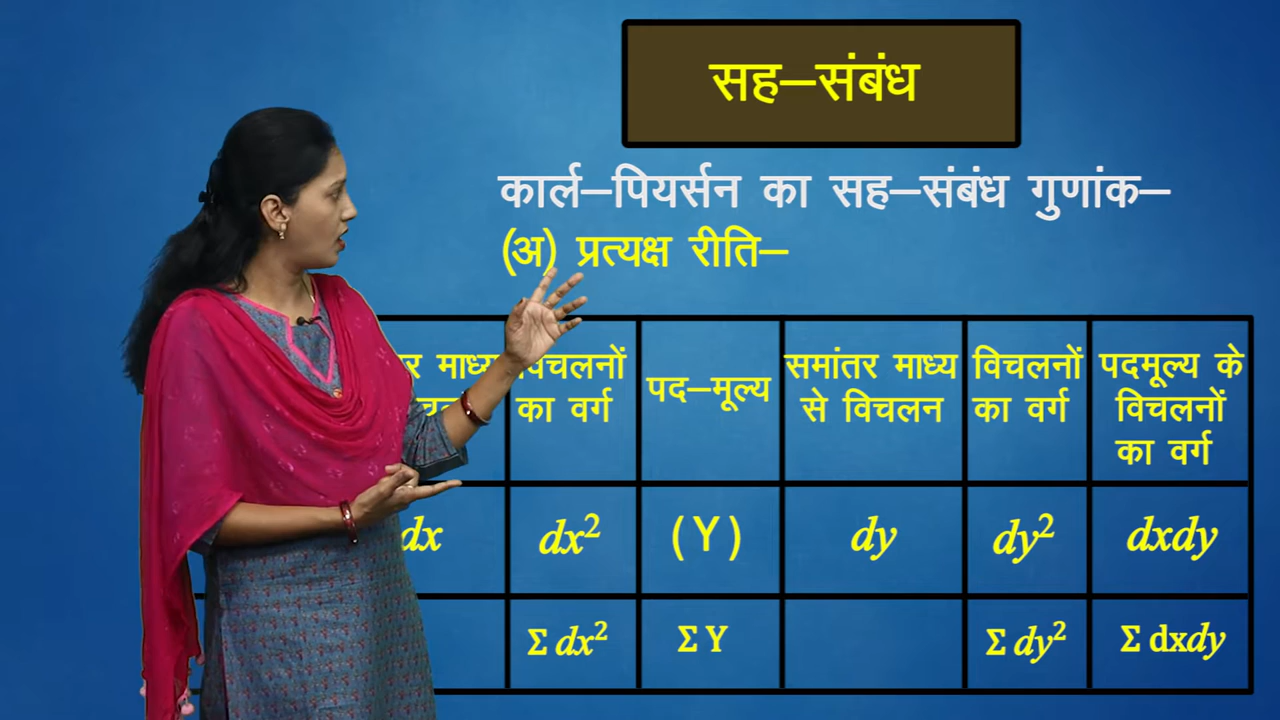 सह–संबंध
कार्ल–पियर्सन का सह–संबंध गुणांक–
(अ) प्रत्यक्ष रीति–
विचलनों
का वर्ग
पद–मूल्य
समांतर माध्य
से विचलन
विचलनों
का वर्ग
पदमूल्य के
विचलनों
का वर्ग
dx dx² (Y) dy dy² dxdy
Σ dx² Σ Y Σ dy² Σ dxdy